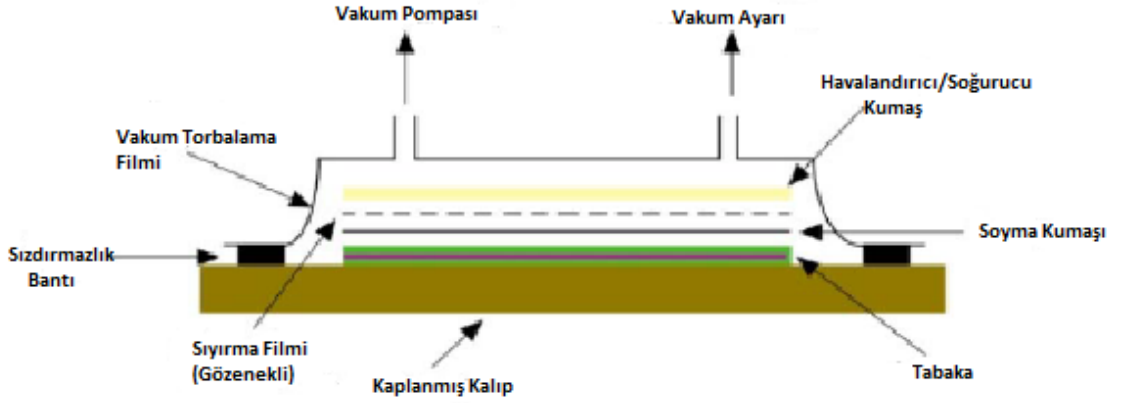 Vakum Pompası
Vakum Ayarı
Havalandırıcı/Soğurucu
Kumaş
Vakum Torbalama
Filmi
Soyma Kumaşı
Sızdırmazlık
Bantı
Sıyırma Filmi
(Gözenekli)
Kaplanmış Kalıp
Tabaka